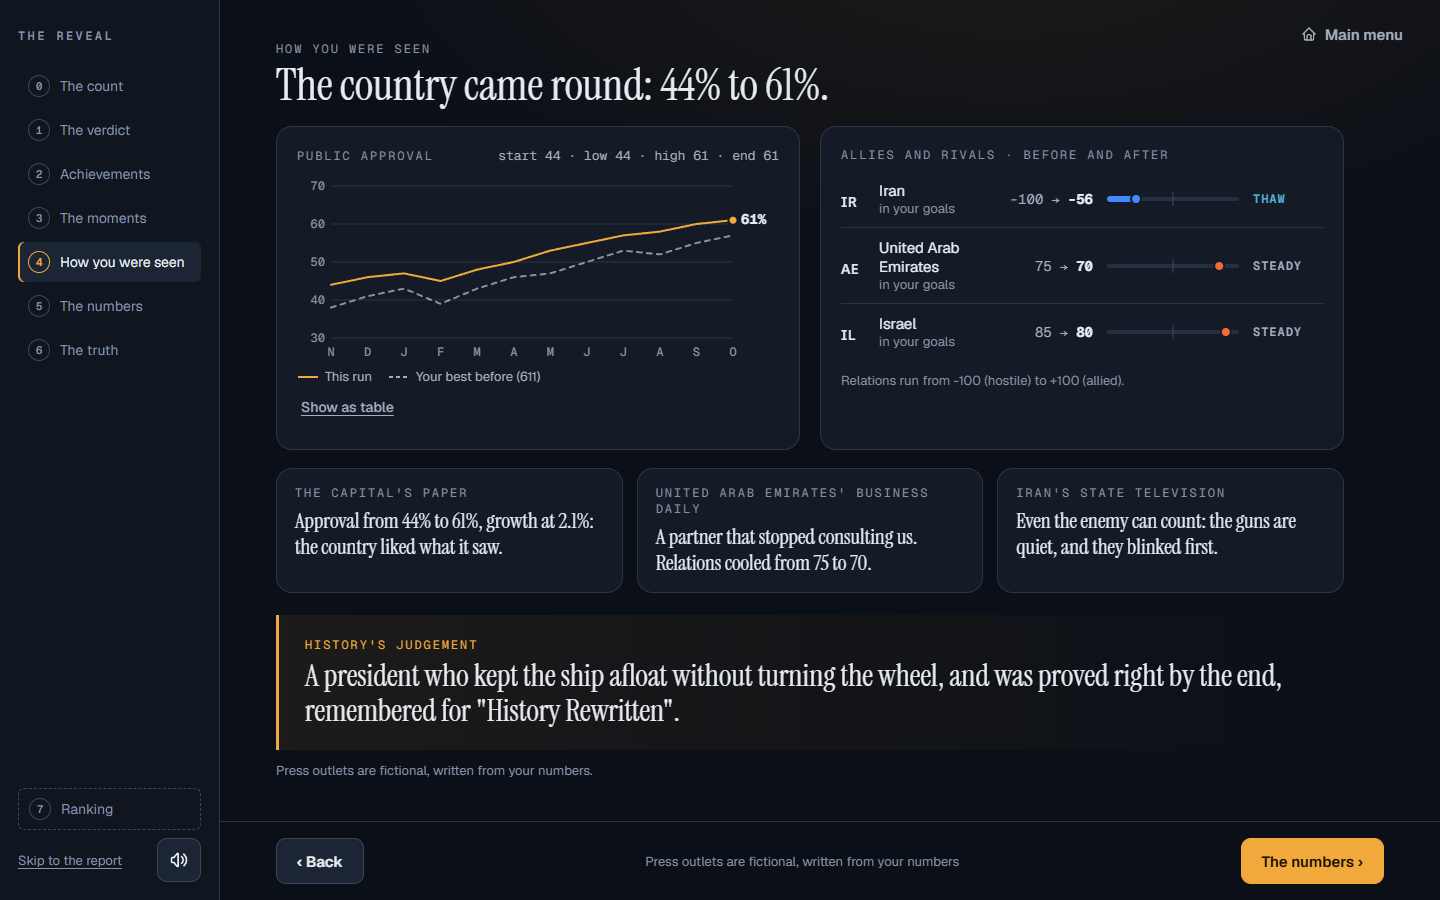 THE REVEAL
0 The count
1 The verdict
2 Achievements
3 The moments
4 How you were seen
5 The numbers
6 The truth
7 Ranking
Skip to the report
Main menu
HOW YOU WERE SEEN
The country came round: 44% to 61%.
PUBLIC APPROVAL
start 44 · low 44 · high 61 · end 61
70
60
50
40
30
61%
N D J F M A M J J A S O
This run
Your best before (611)
Show as table
ALLIES AND RIVALS · BEFORE AND AFTER
IR Iran -100 → -56 THAW
in your goals
AE United Arab Emirates 75 → 70 STEADY
in your goals
IL Israel 85 → 80 STEADY
in your goals
Relations run from -100 (hostile) to +100 (allied).
THE CAPITAL'S PAPER
Approval from 44% to 61%, growth at 2.1%:
the country liked what it saw.
UNITED ARAB EMIRATES' BUSINESS
DAILY
A partner that stopped consulting us.
Relations cooled from 75 to 70.
IRAN'S STATE TELEVISION
Even the enemy can count: the guns are
quiet, and they blinked first.
HISTORY'S JUDGEMENT
A president who kept the ship afloat without turning the wheel, and was proved right by the end,
remembered for "History Rewritten".
Press outlets are fictional, written from your numbers.
‹ Back
Press outlets are fictional, written from your numbers
The numbers ›